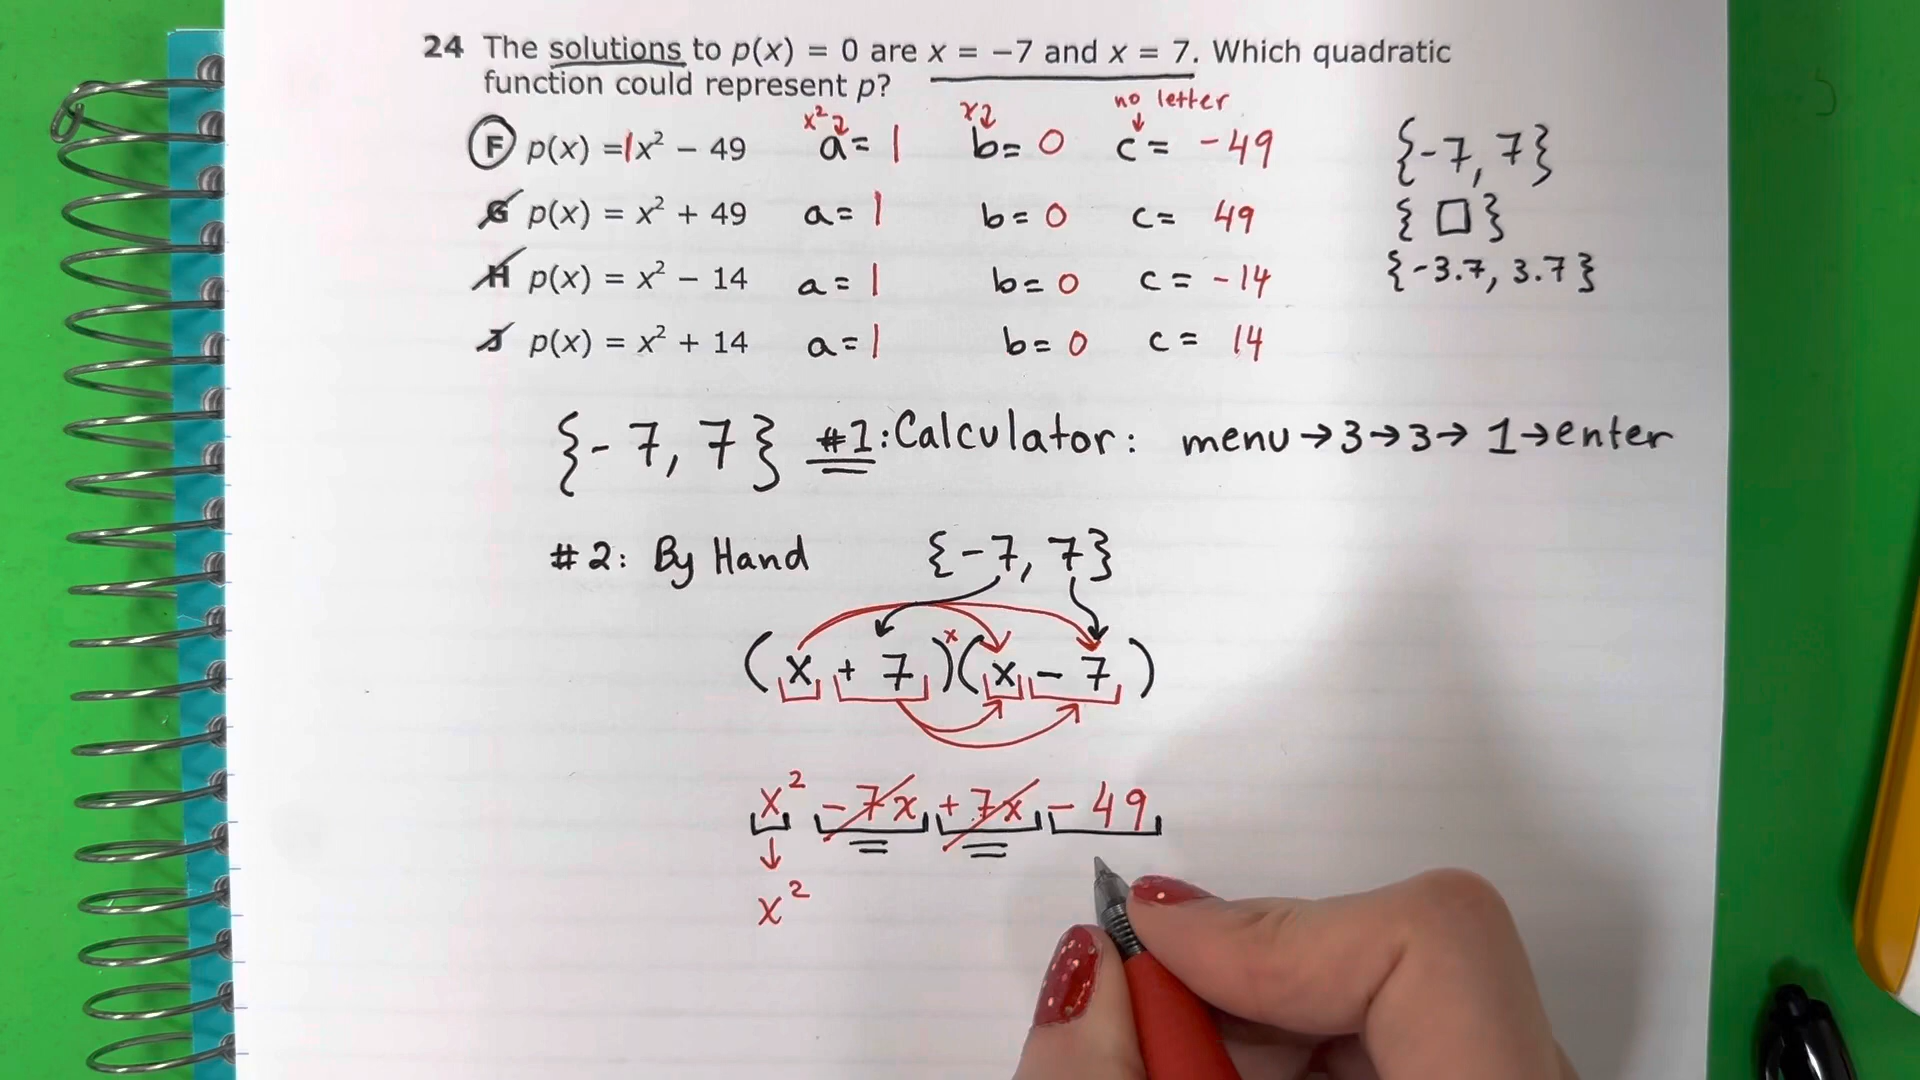 24 The solutions to p(x) = 0 are x = −7 and x = 7. Which quadratic
function could represent p?
x² x no letter
F p(x) =1x² − 49 a= 1 b= 0 c= -49 {-7, 7}
G p(x) = x² + 49 a= 1 b= 0 c= 49 {□}
H p(x) = x² − 14 a= 1 b= 0 c= -14 {-3.7, 3.7}
J p(x) = x² + 14 a= 1 b= 0 c= 14
{-7, 7} #1: Calculator: menu→3→3→1→enter
#2: By Hand {-7, 7}
(x + 7)x(x - 7)
x² -7x +7x -49
x²